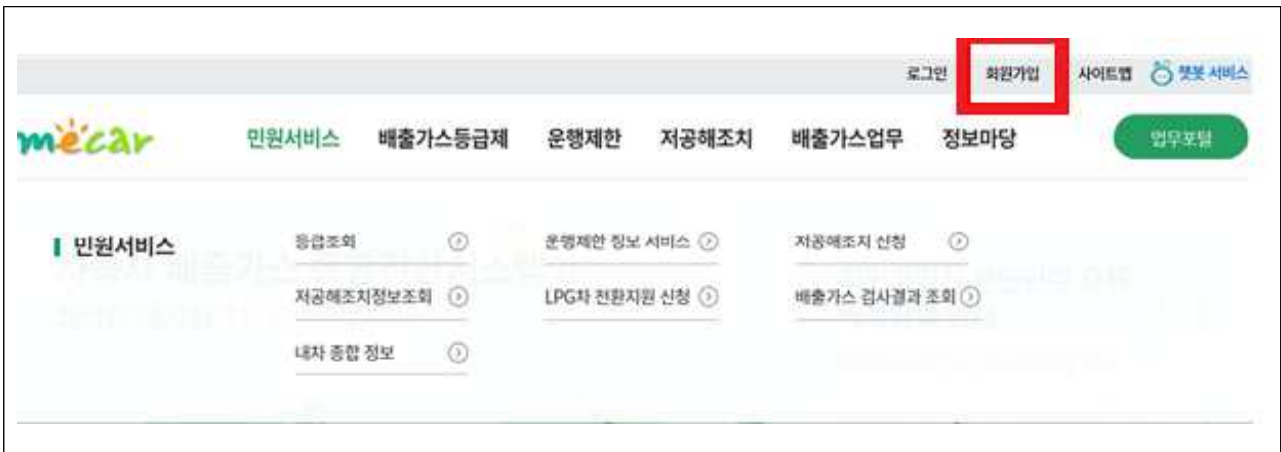 로그인 회원가입 사이트맵 챗봇 서비스
mecar 민원서비스 배출가스등급제 운행제한 저공해조치 배출가스업무 정보마당 업무포털
민원서비스
등급조회 운행제한 정보 서비스 저공해조치 신청
저공해조치정보조회 LPG차 전환지원 신청 배출가스 검사결과 조회
내차 종합 정보